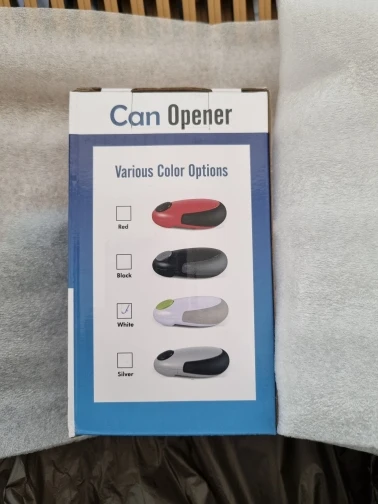 Can Opener
Various Color Options
Red
Black
White
Silver